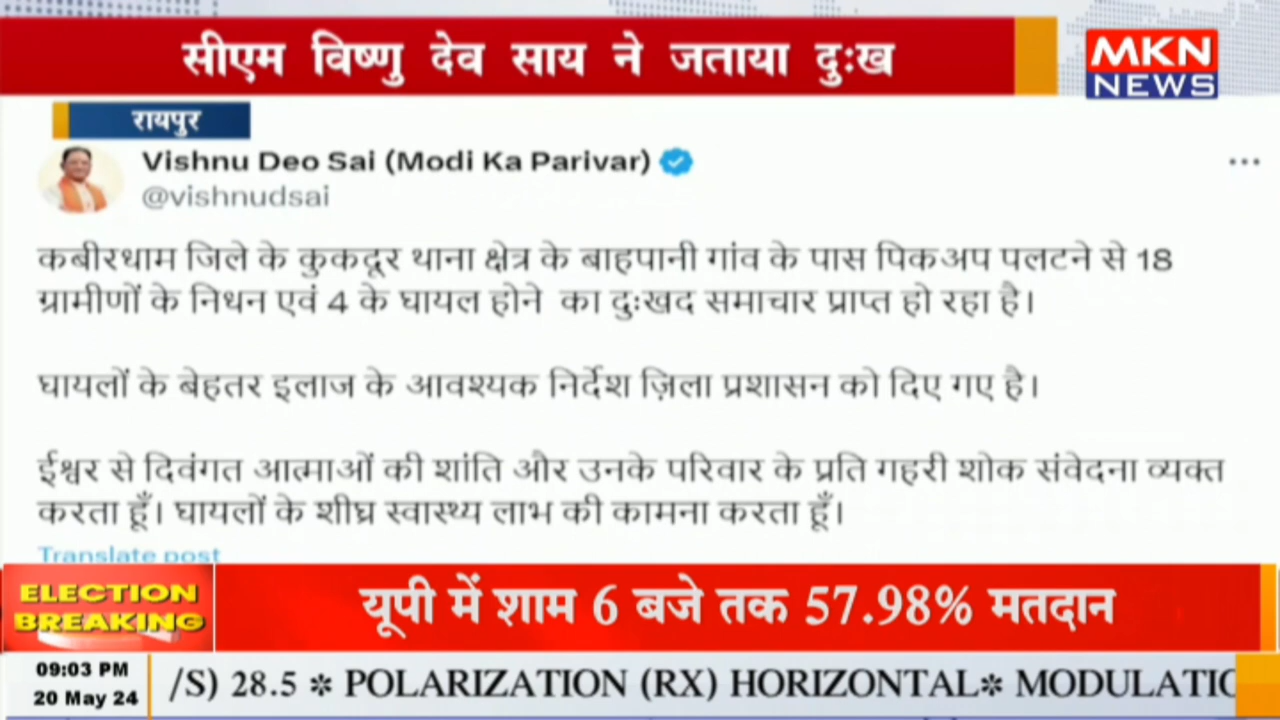 सीएम विष्णु देव साय ने जताया दुःख
MKN
NEWS
रायपुर
Vishnu Deo Sai (Modi Ka Parivar)
@vishnudsai
कबीरधाम जिले के कुकदूर थाना क्षेत्र के बाहपानी गांव के पास पिकअप पलटने से 18
ग्रामीणों के निधन एवं 4 के घायल होने का दुःखद समाचार प्राप्त हो रहा है।
घायलों के बेहतर इलाज के आवश्यक निर्देश ज़िला प्रशासन को दिए गए है।
ईश्वर से दिवंगत आत्माओं की शांति और उनके परिवार के प्रति गहरी शोक संवेदना व्यक्त
करता हूँ। घायलों के शीघ्र स्वास्थ्य लाभ की कामना करता हूँ।
Translate post
ELECTION
BREAKING
यूपी में शाम 6 बजे तक 57.98% मतदान
09:03 PM
20 May 24
/S) 28.5 * POLARIZATION (RX) HORIZONTAL* MODULATIO